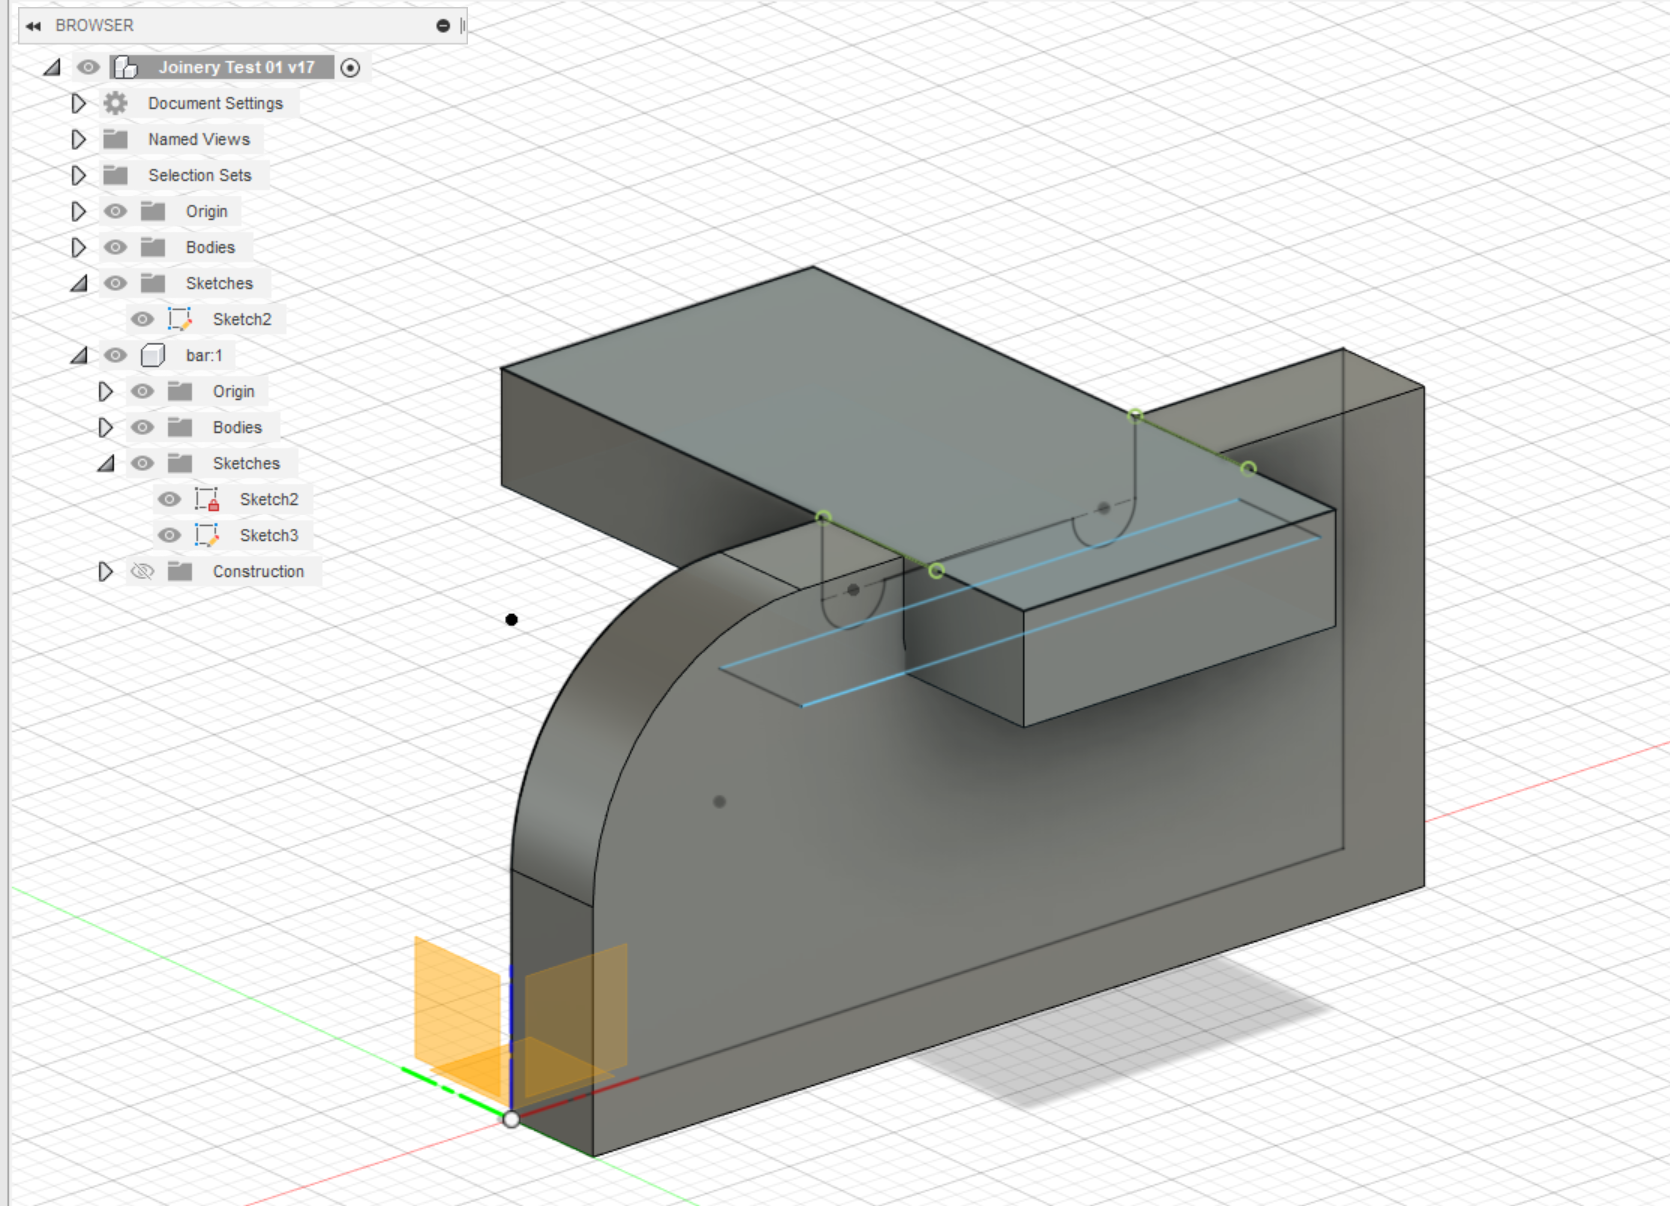 BROWSER
Joinery Test 01 v17
Document Settings
Named Views
Selection Sets
Origin
Bodies
Sketches
Sketch2
bar:1
Origin
Bodies
Sketches
Sketch2
Sketch3
Construction